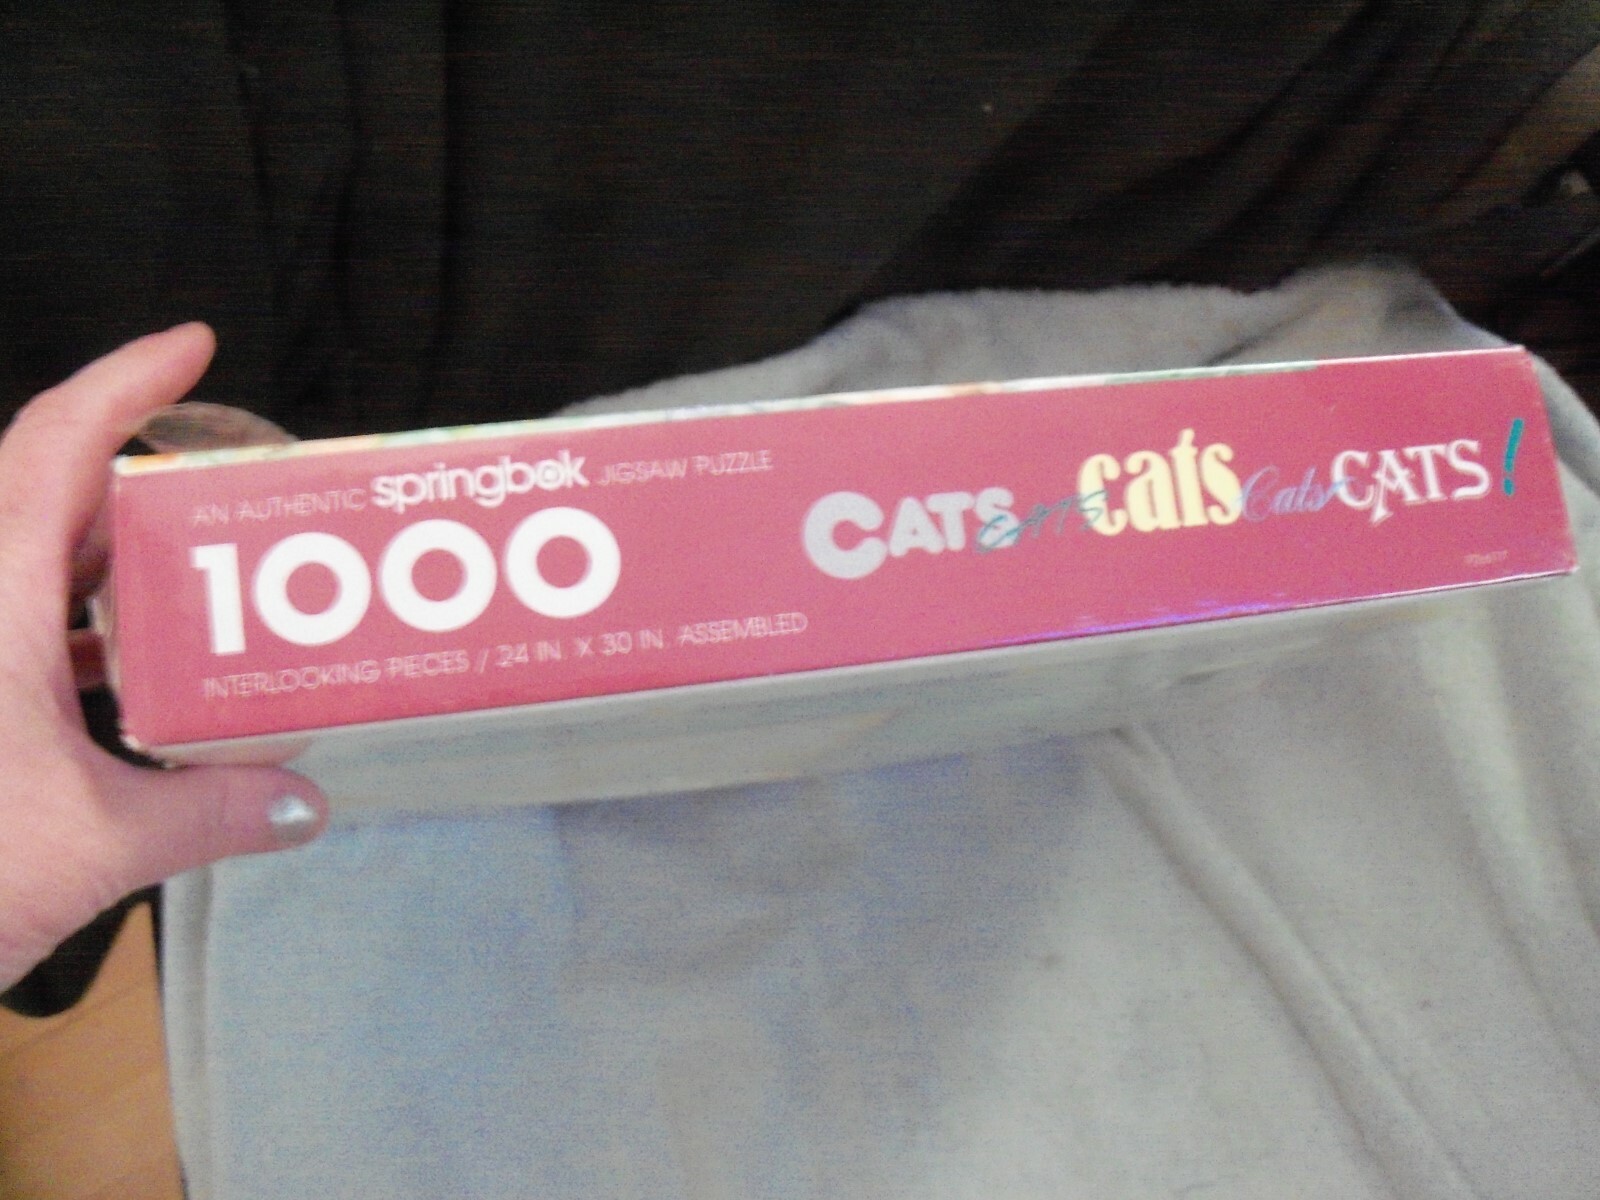 AN AUTHENTIC springbok JIGSAW PUZZLE
1000
INTERLOCKING PIECES / 24 IN. X 30 IN. ASSEMBLED
CATS CATS cats Cats CATS!